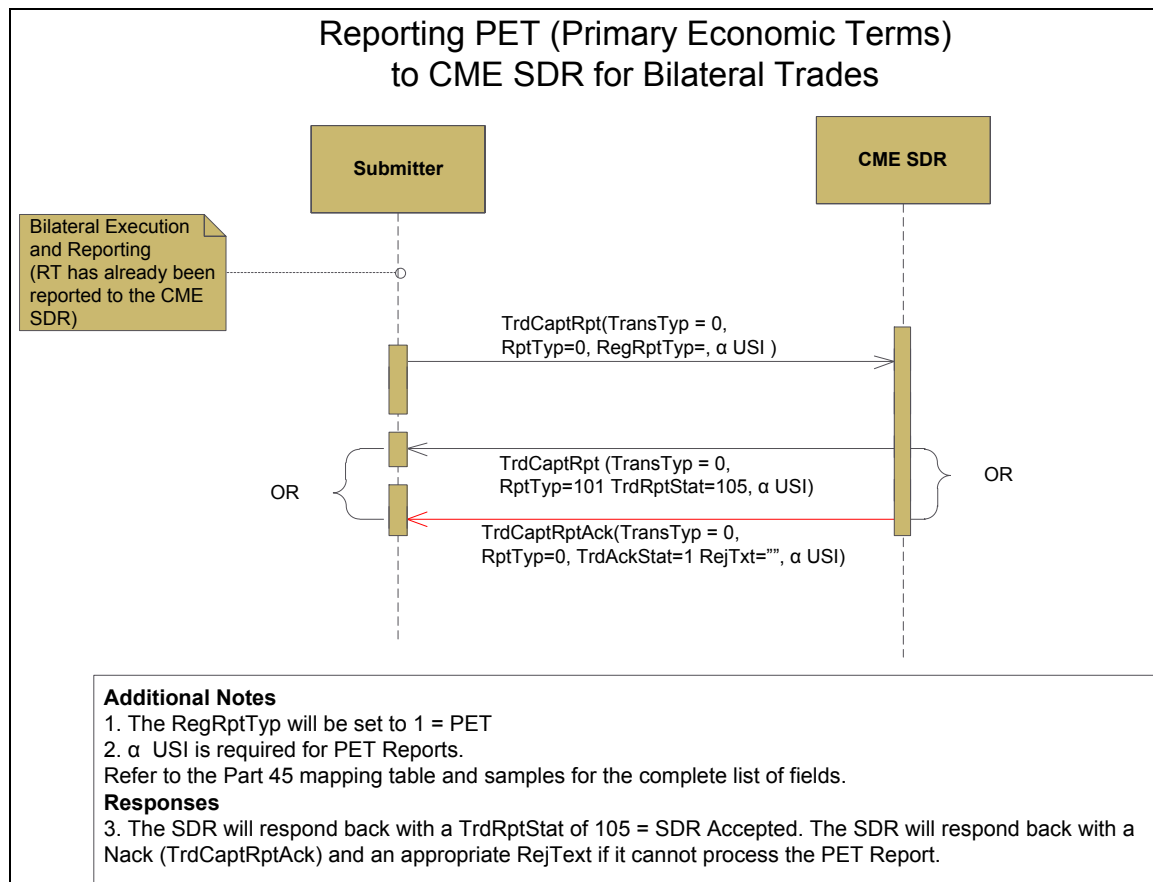 Reporting PET (Primary Economic Terms)
to CME SDR for Bilateral Trades
Submitter
CME SDR
Bilateral Execution
and Reporting
(RT has already been
reported to the CME
SDR)
TrdCaptRpt(TransTyp = 0,
RptTyp=0, RegRptTyp=, α USI )
OR
OR
TrdCaptRpt (TransTyp = 0,
RptTyp=101 TrdRptStat=105, α USI)
TrdCaptRptAck(TransTyp = 0,
RptTyp=0, TrdAckStat=1 RejTxt=””, α USI)
Additional Notes
1. The RegRptTyp will be set to 1 = PET
2. α  USI is required for PET Reports.
Refer to the Part 45 mapping table and samples for the complete list of fields.
Responses
3. The SDR will respond back with a TrdRptStat of 105 = SDR Accepted. The SDR will respond back with a
Nack (TrdCaptRptAck) and an appropriate RejText if it cannot process the PET Report.